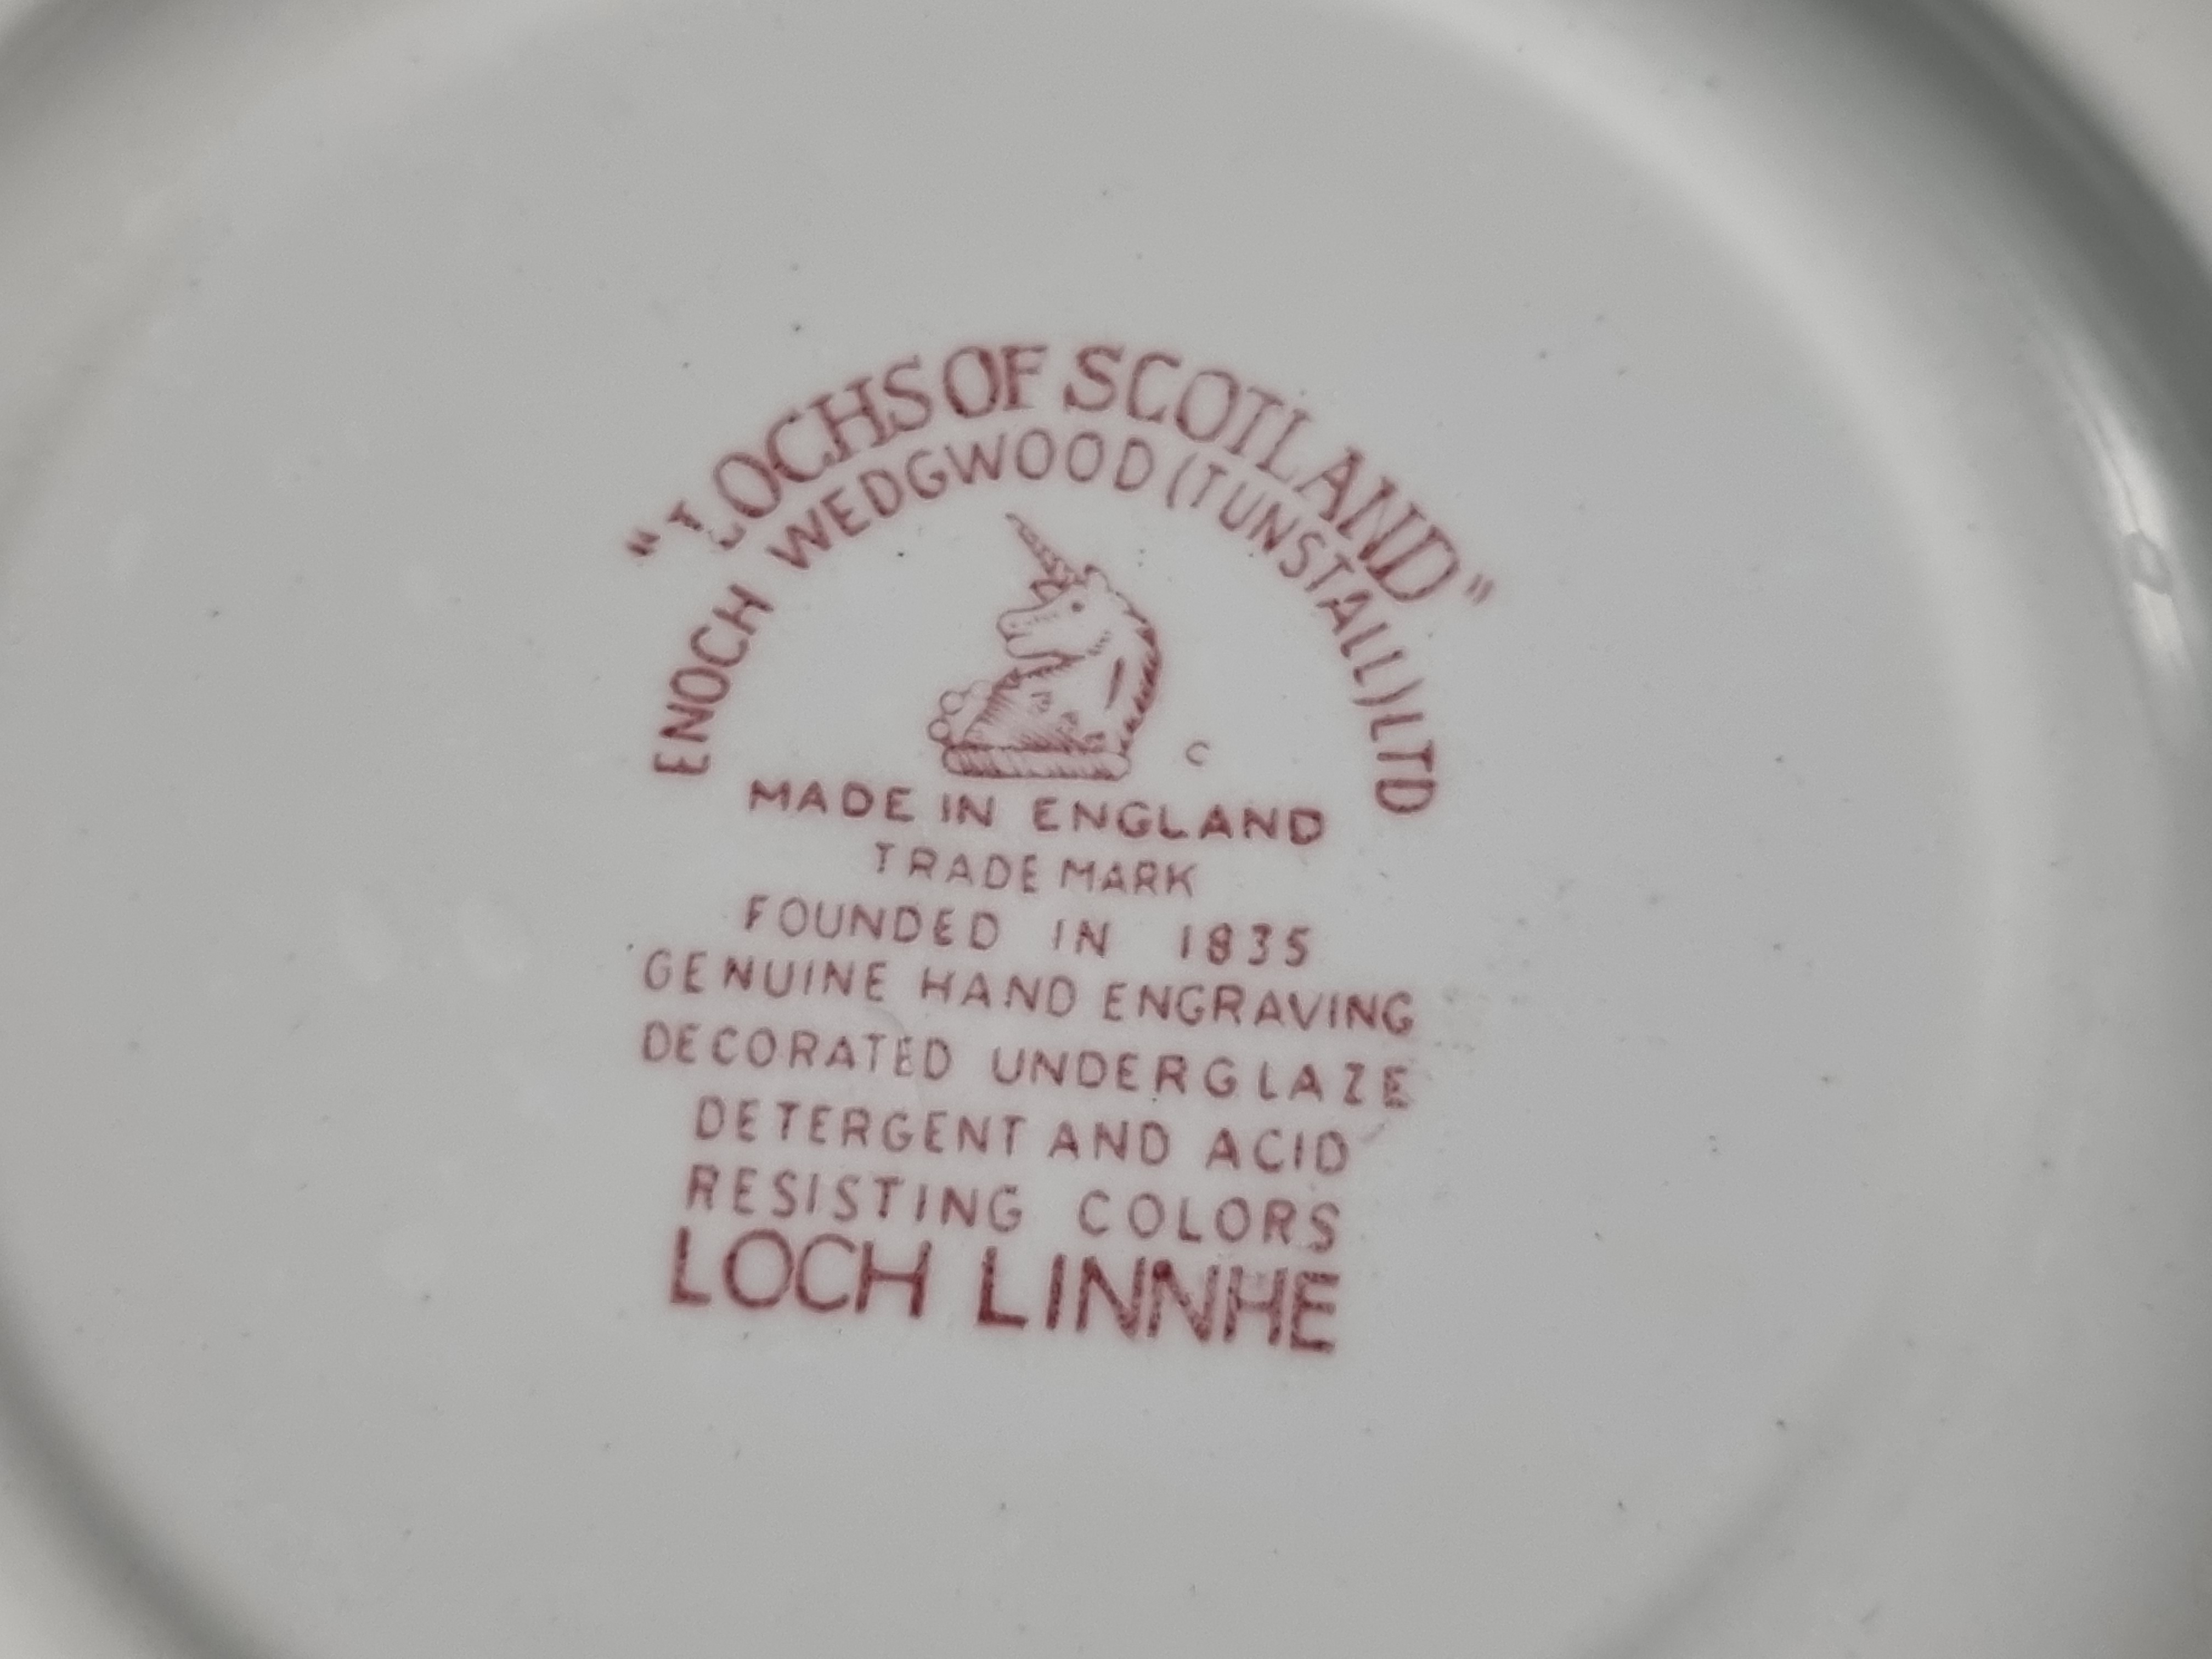 "LOCHS OF SCOTLAND"
ENOCH WEDGWOOD (TUNSTALL) LTD
C
MADE IN ENGLAND
TRADE MARK
FOUNDED IN 1835
GENUINE HAND ENGRAVING
DECORATED UNDERGLAZE
DETERGENT AND ACID
RESISTING COLORS
LOCH LINNHE